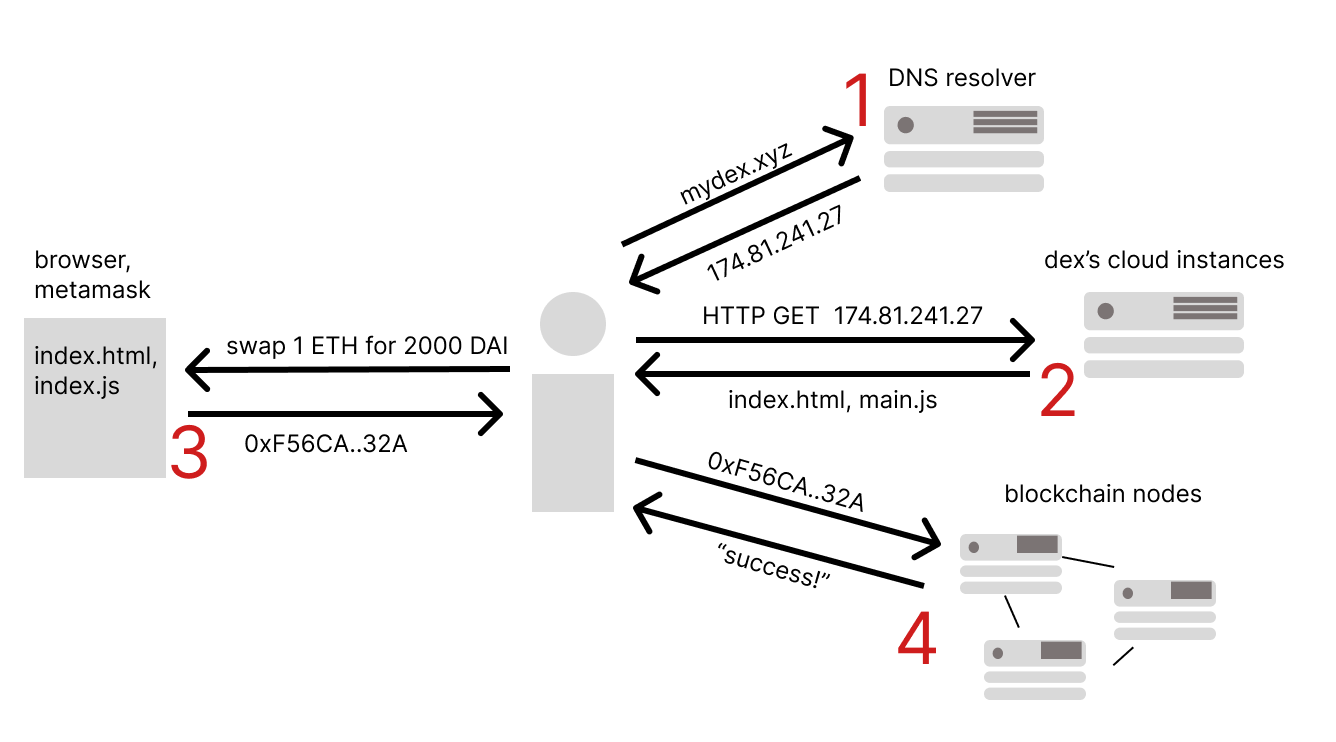 1
DNS resolver
mydex.xyz
174.81.241.27
browser,
metamask
index.html,
index.js
swap 1 ETH for 2000 DAI
3
0xF56CA..32A
dex’s cloud instances
HTTP GET  174.81.241.27
2
index.html, main.js
0xF56CA..32A
blockchain nodes
“success!”
4